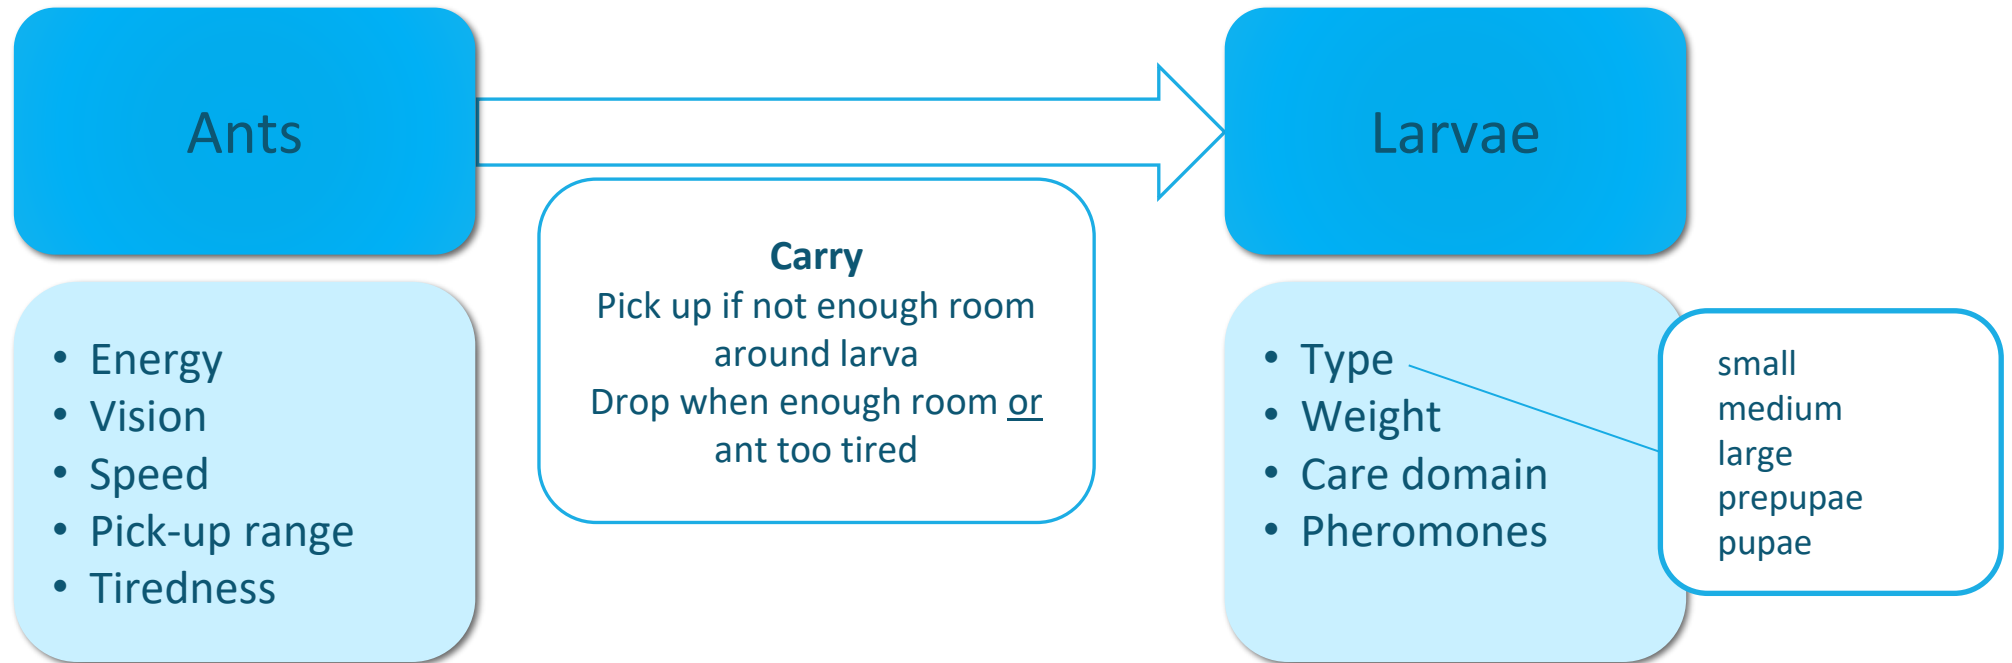 Ants
Larvae
Carry
Pick up if not enough room
around larva
Drop when enough room or
ant too tired
• Energy
• Vision
• Speed
• Pick-up range
• Tiredness
• Type
• Weight
• Care domain
• Pheromones
small
medium
large
prepupae
pupae